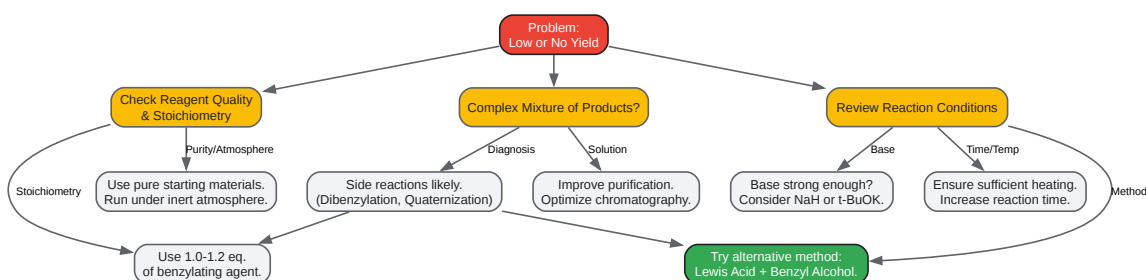 Problem:
Low or No Yield
Check Reagent Quality
& Stoichiometry
Complex Mixture of Products?
Review Reaction Conditions
Purity/Atmosphere
Diagnosis
Solution
Base
Time/Temp
Stoichiometry
Method
Use pure starting materials.
Run under inert atmosphere.
Side reactions likely.
(Dibenzylation, Quaternization)
Improve purification.
Optimize chromatography.
Base strong enough?
Consider NaH or t-BuOK.
Ensure sufficient heating.
Increase reaction time.
Use 1.0-1.2 eq.
of benzylating agent.
Try alternative method:
Lewis Acid + Benzyl Alcohol.